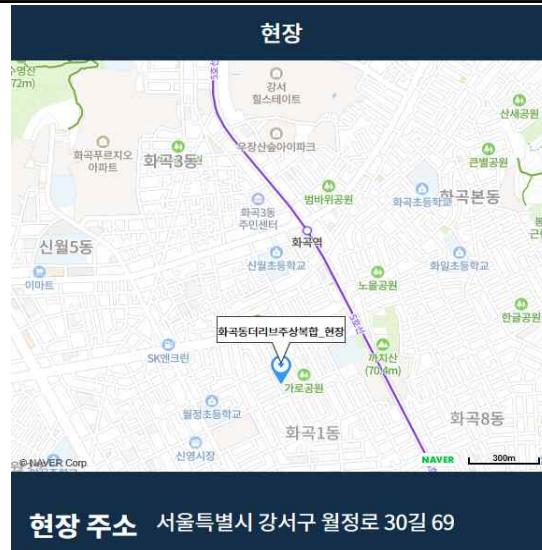 현장
수명산
72m)
5호선
강서
힐스테이트
산새공원
화곡푸르지오
아파트
화곡3동
우장산숲아이파크
큰별공원
범바위공원
화곡초등학교
화곡본동
화곡3동
주민센터
신월5동
화곡역
신월초등학교
화일초등학교
이마트
노을공원
한글공원
5호선
화곡동더리브주상복합_현장
SK엔크린
까치산
(70.4m)
가로공원
월정초등학교
화곡1동
화곡8동
신영시장
© NAVER Corp.
NAVER
300m
현장 주소 서울특별시 강서구 월정로 30길 69